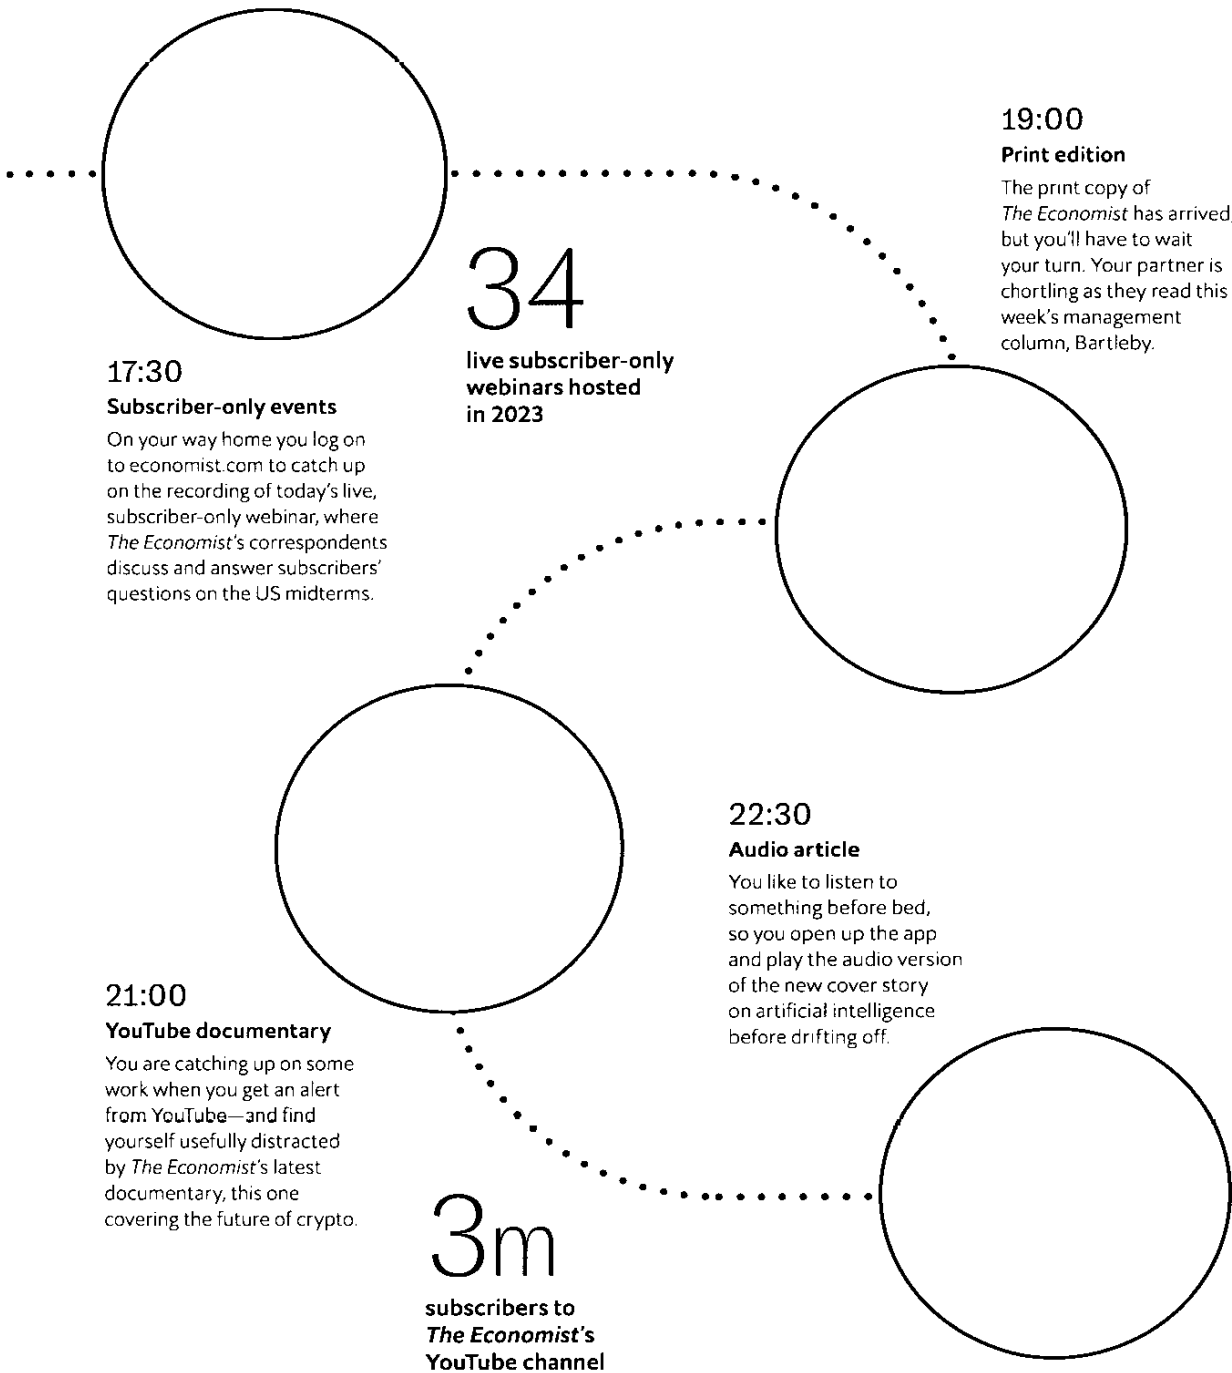 17:30
Subscriber-only events
On your way home you log on
to economist.com to catch up
on the recording of today's live,
subscriber-only webinar, where
The Economist's correspondents
discuss and answer subscribers'
questions on the US midterms.
34
live subscriber-only
webinars hosted
in 2023
19:00
Print edition
The print copy of
The Economist has arrived,
but you'll have to wait
your turn. Your partner is
chortling as they read this
week's management
column, Bartleby.
21:00
YouTube documentary
You are catching up on some
work when you get an alert
from YouTube—and find
yourself usefully distracted
by The Economist's latest
documentary, this one
covering the future of crypto.
3m
subscribers to
The Economist's
YouTube channel
22:30
Audio article
You like to listen to
something before bed,
so you open up the app
and play the audio version
of the new cover story
on artificial intelligence
before drifting off.